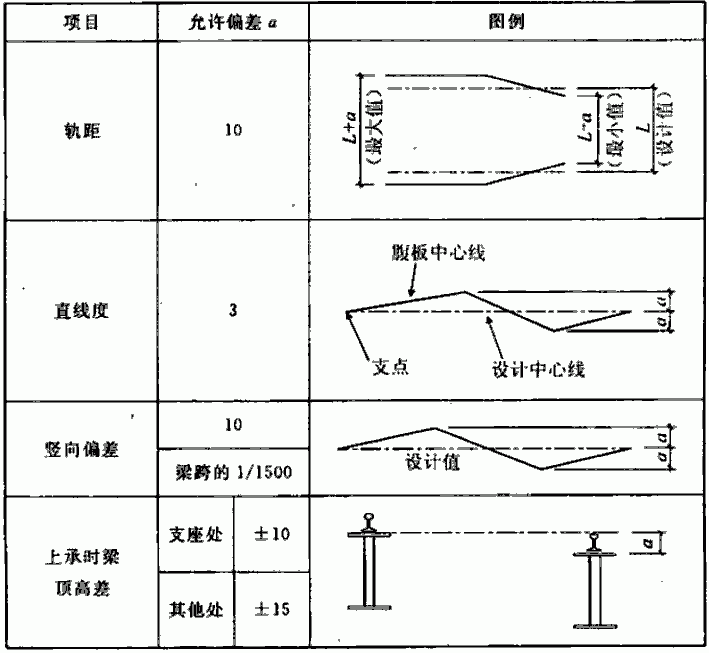 项目 允许偏差 a 图例
轨距 10
L+a
(最大值)
L-a
(最小值)
L
(设计值)
直线度 3
腹板中心线
a
a
支点 设计中心线
竖向偏差 10
梁跨的 1/1500
设计值
a
a
上承时梁
顶高差
支座处 ±10
其他处 ±15
a